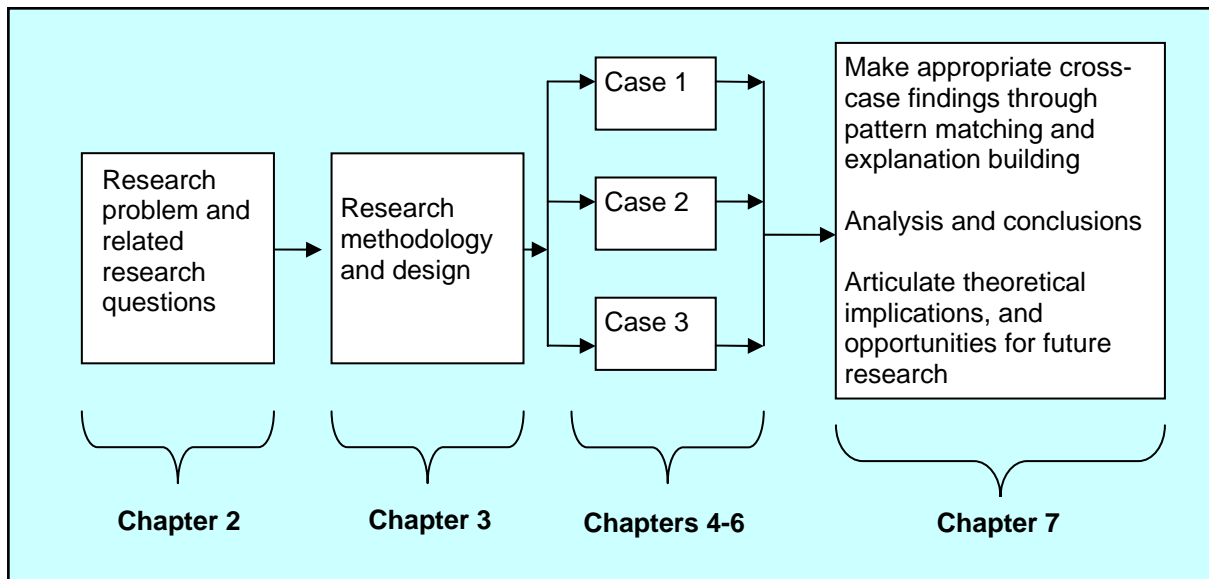 Research
problem and
related
research
questions
Research
methodology
and design
Case 1
Case 2
Case 3
Make appropriate cross-
case findings through
pattern matching and
explanation building
Analysis and conclusions
Articulate theoretical
implications, and
opportunities for future
research
Chapter 2
Chapter 3
Chapters 4-6
Chapter 7